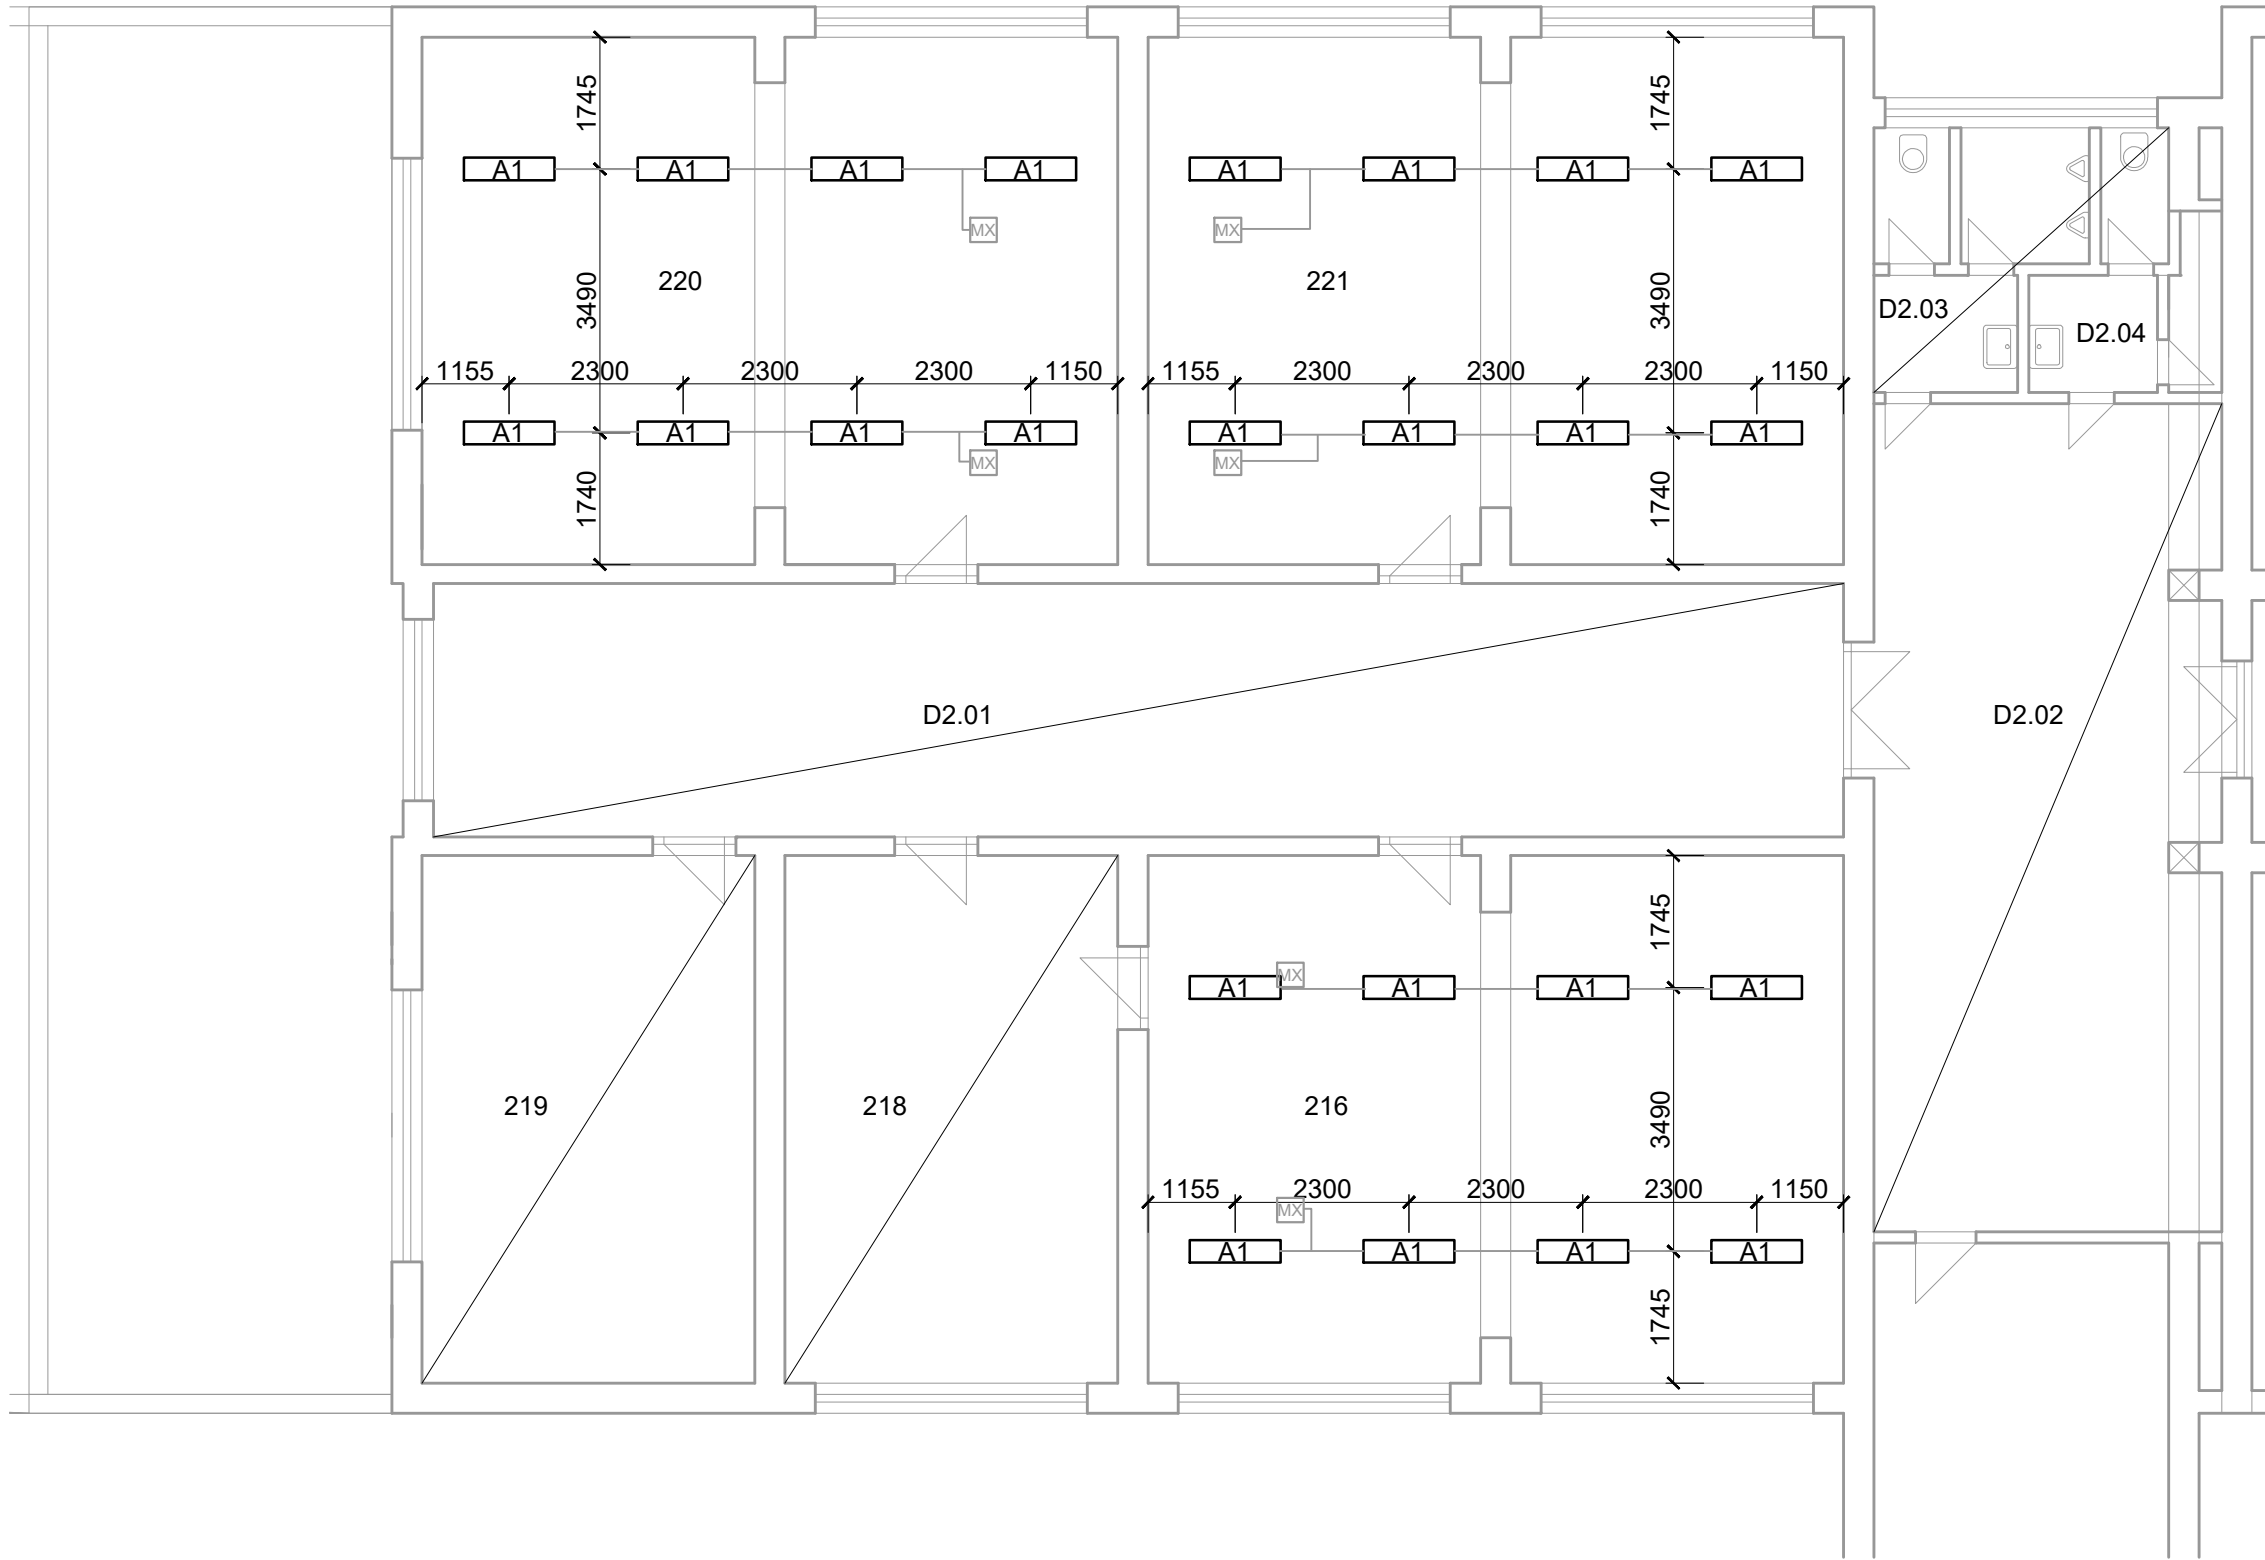 1745
1745
A1 A1 A1 A1 A1 A1 A1 A1
MX MX
3490 220 221 3490
D2.03
D2.04
1155 2300 2300 2300 1150 1155 2300 2300 2300 1150
A1 A1 A1 A1 A1 A1 A1 A1
MX MX
1740 1740
D2.01 D2.02
1745
MX
A1 A1 A1 A1
219 218 216 3490
1155 2300 2300 2300 1150
MX
A1 A1 A1 A1
1745